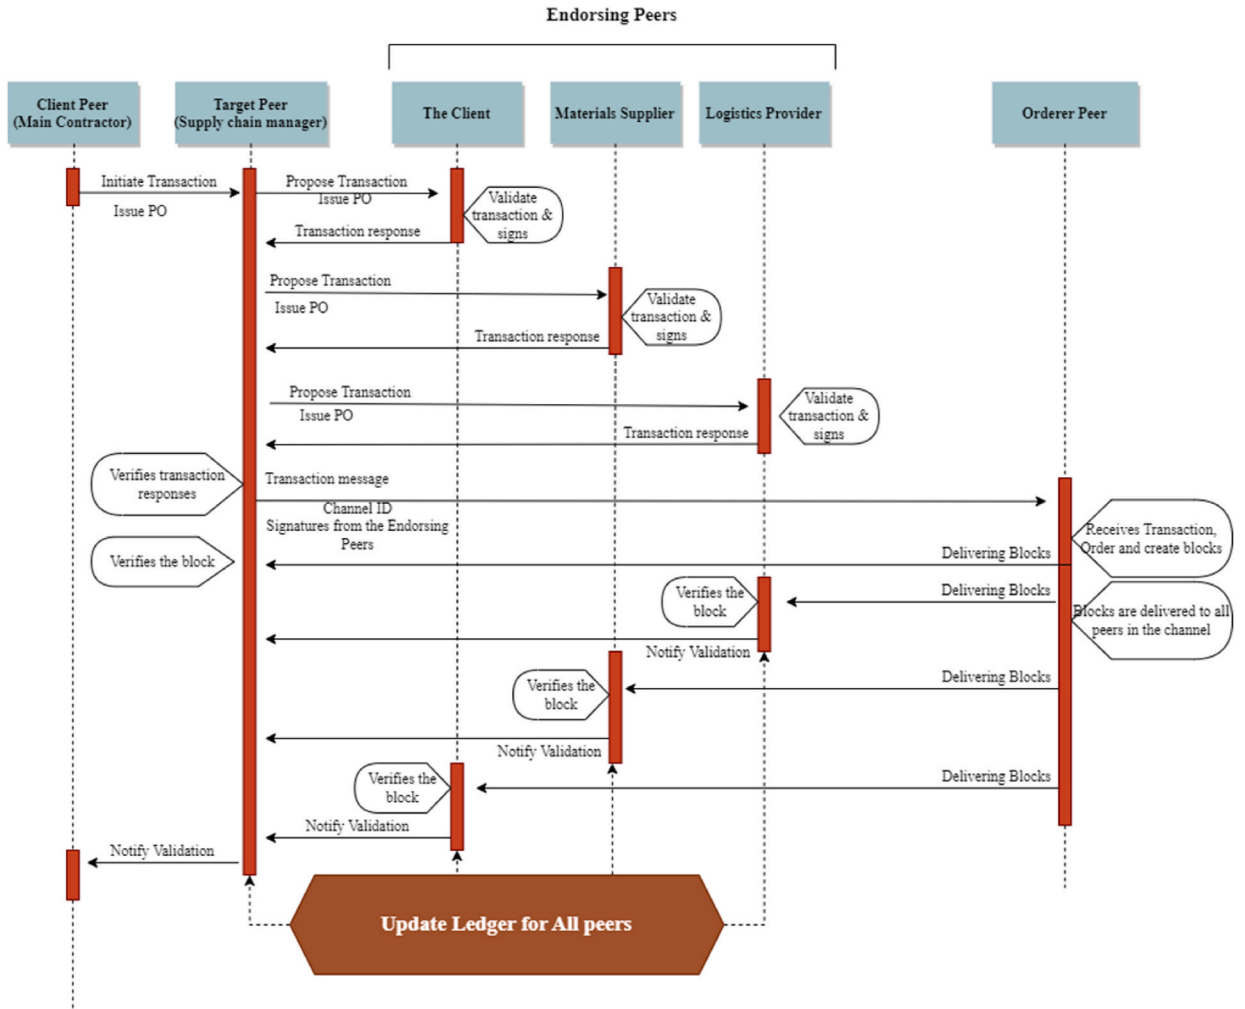 Endorsing Peers
Client Peer
(Main Contractor)
Target Peer
(Supply chain manager)
The Client
Materials Supplier
Logistics Provider
Orderer Peer
Initiate Transaction
Issue PO
Propose Transaction
Issue PO
Validate
transaction &
signs
Transaction response
Propose Transaction
Issue PO
Validate
transaction &
signs
Transaction response
Propose Transaction
Issue PO
Validate
transaction &
signs
Transaction response
Verifies transaction
responses
Transaction message
Channel ID
Signatures from the Endorsing
Peers
Receives Transaction,
Order and create blocks
Verifies the block
Delivering Blocks
Verifies the
block
Delivering Blocks
Blocks are delivered to all
peers in the channel
Notify Validation
Verifies the
block
Delivering Blocks
Notify Validation
Verifies the
block
Delivering Blocks
Notify Validation
Notify Validation
Update Ledger for All peers